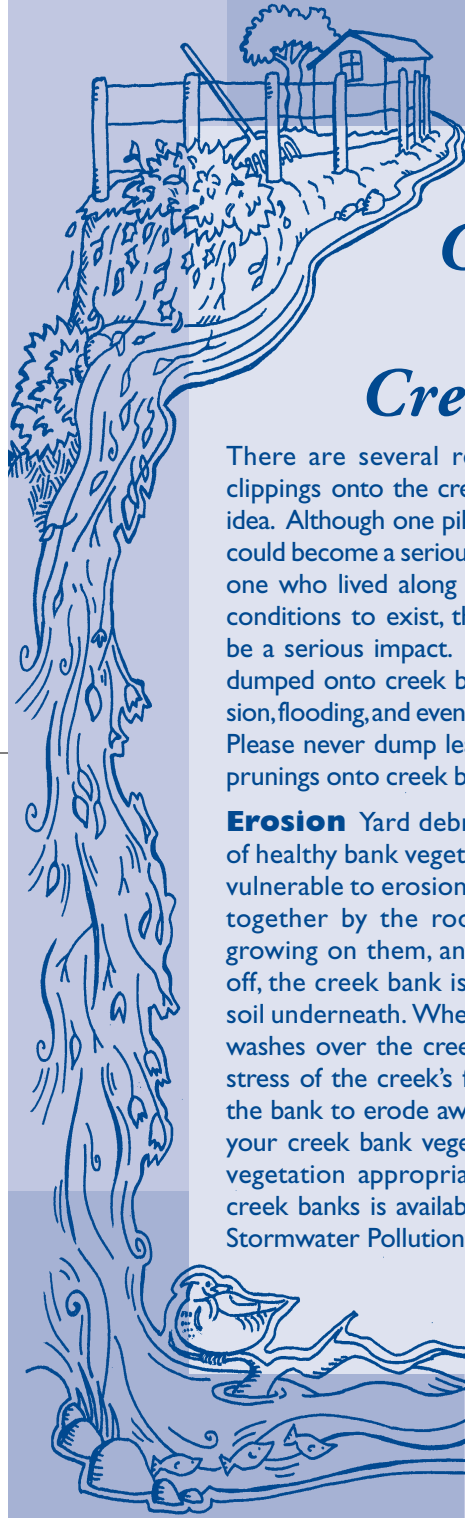 C
Cre
There are several re
clippings onto the cre
idea. Although one pil
could become a seriou
one who lived along
conditions to exist, th
be a serious impact.
dumped onto creek b
sion, flooding, and even
Please never dump le
prunings onto creek b
Erosion Yard debr
of healthy bank veget
vulnerable to erosion
together by the roo
growing on them, an
off, the creek bank is
soil underneath. Whe
washes over the cree
stress of the creek’s f
the bank to erode aw
your creek bank vege
vegetation appropria
creek banks is availab
Stormwater Pollution